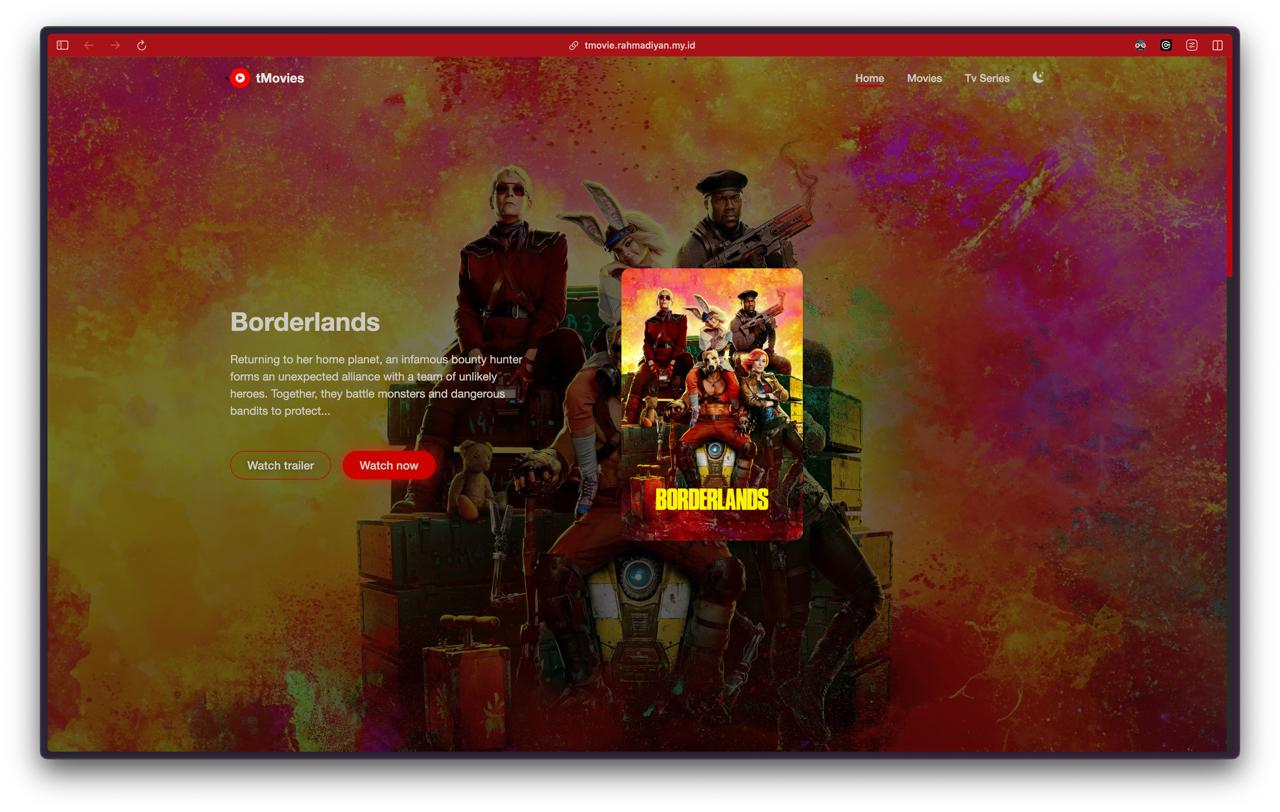 tmovie.rahmadiyan.my.id
tMovies
Home
Movies
Tv Series
Borderlands
Returning to her home planet, an infamous bounty hunter
forms an unexpected alliance with a team of unlikely
heroes. Together, they battle monsters and dangerous
bandits to protect...
Watch trailer
Watch now
BORDERLANDS